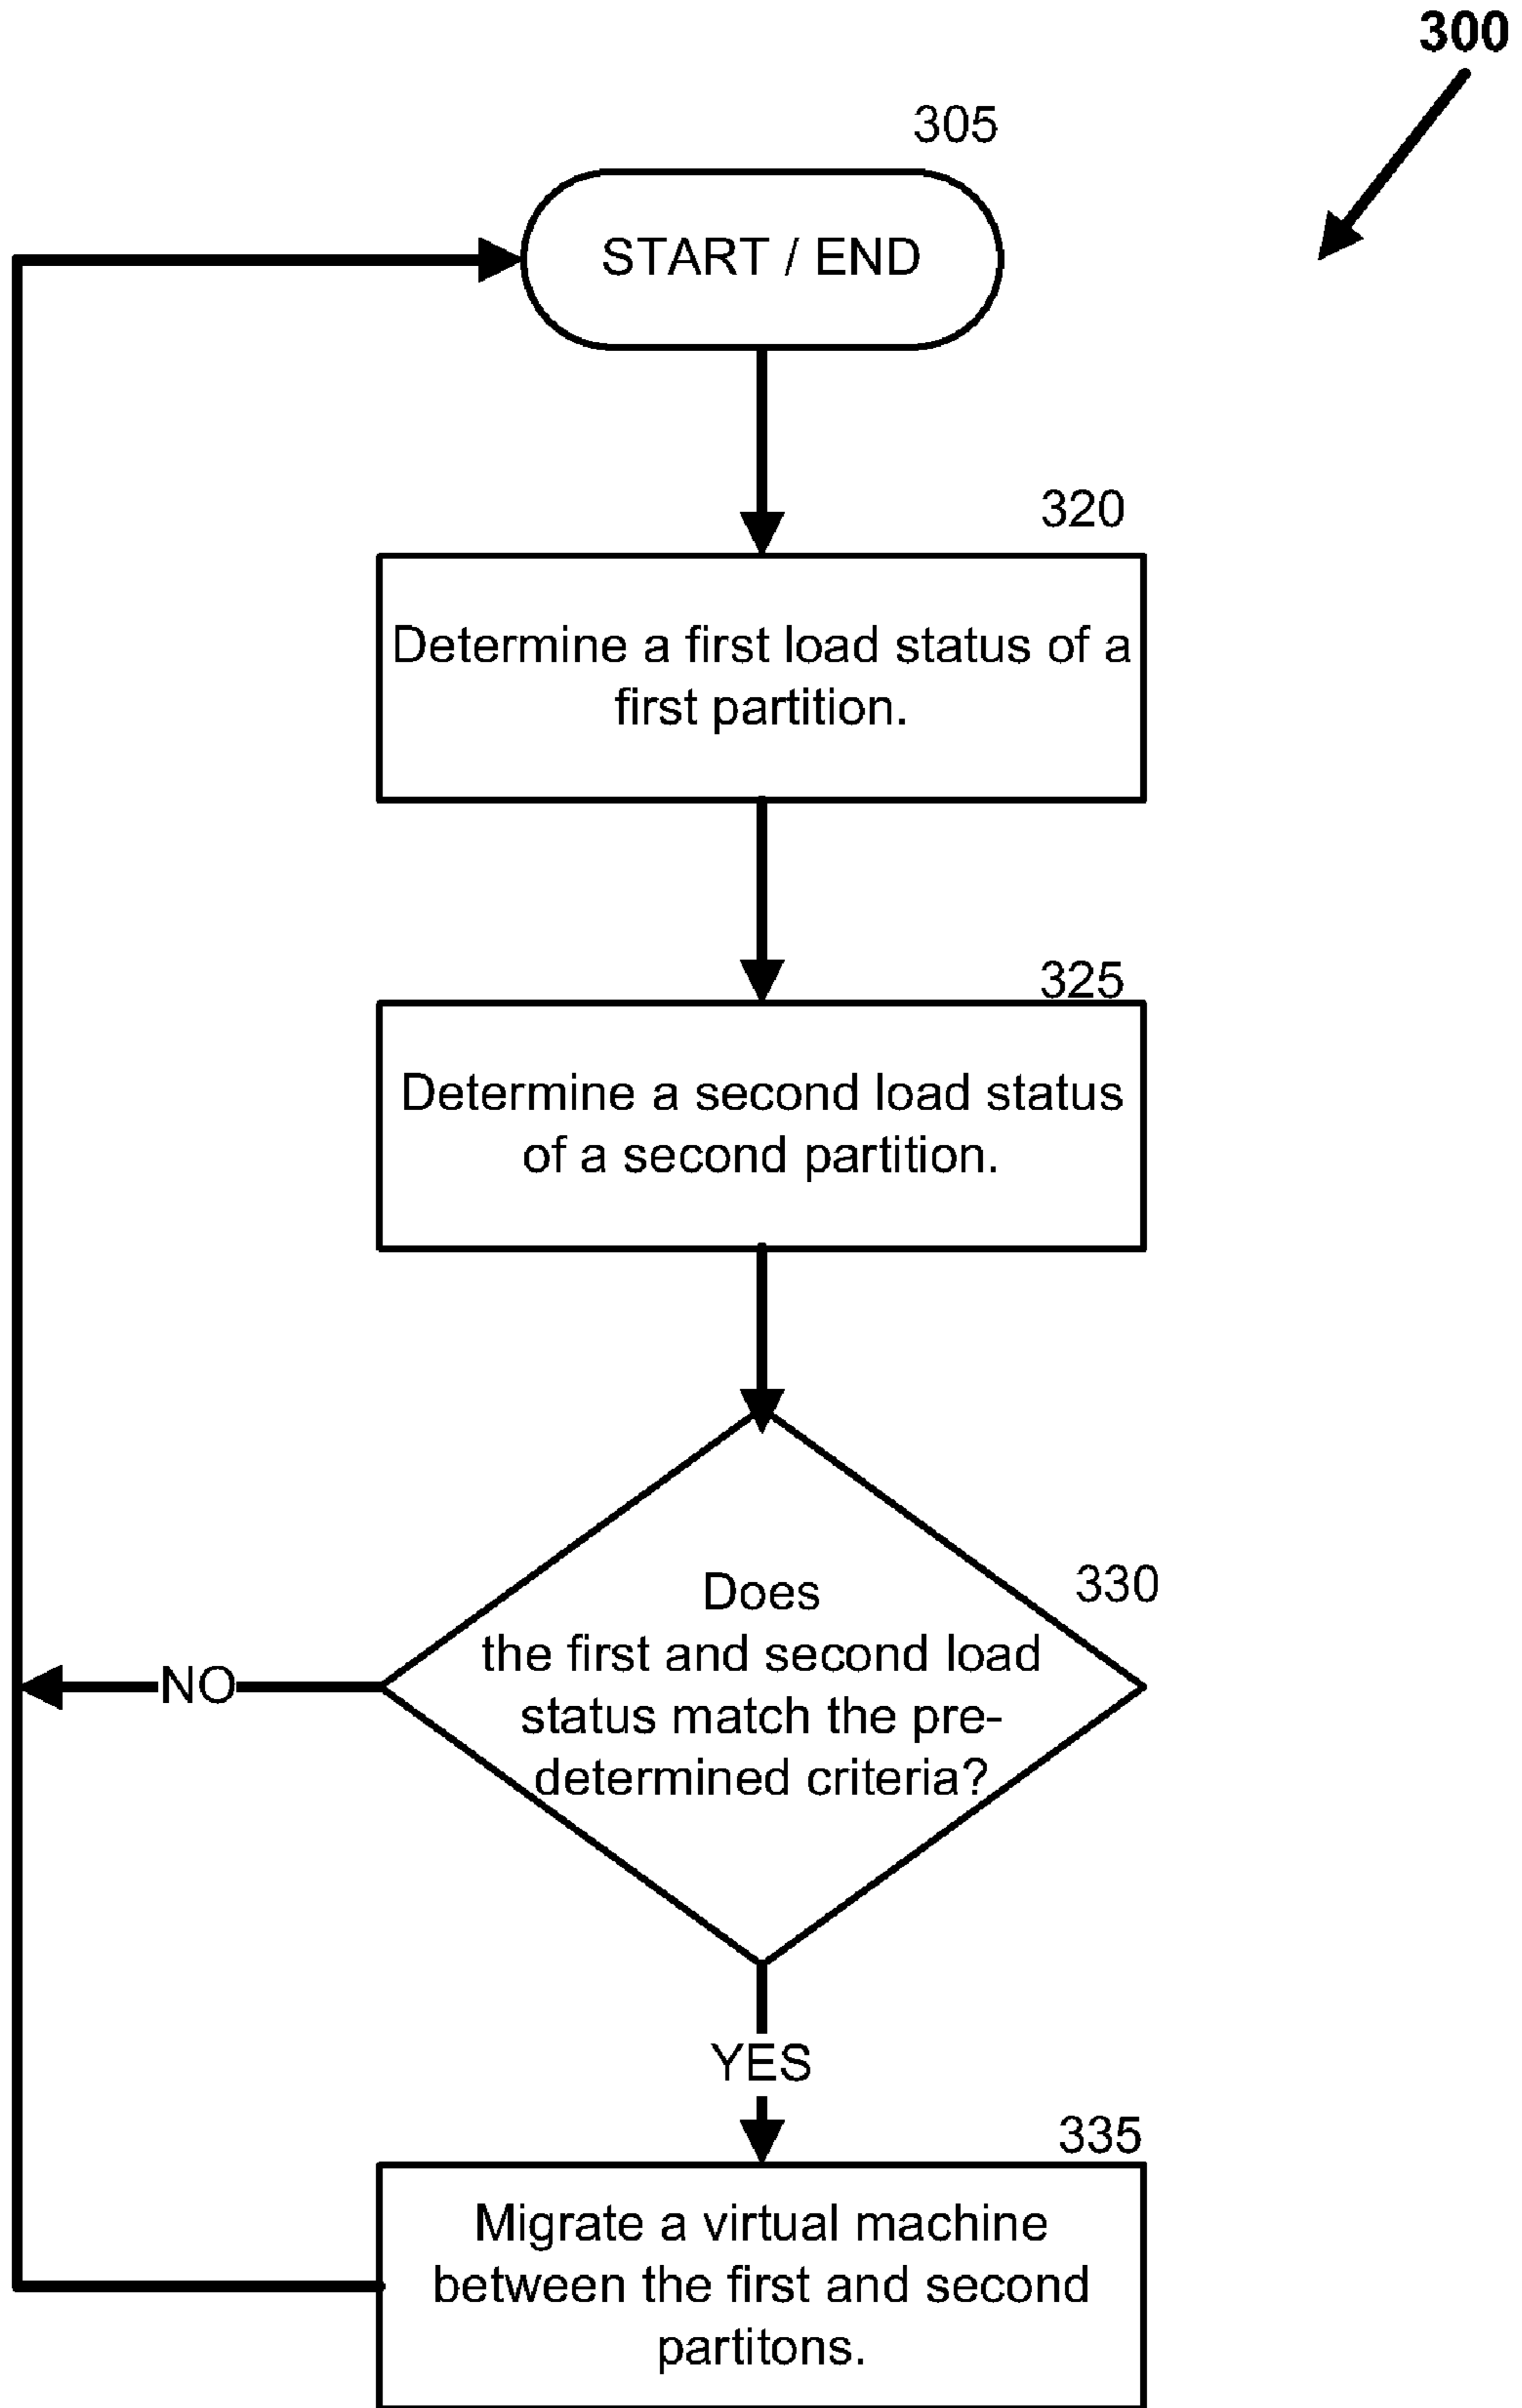 300
305
START / END
320
Determine a first load status of a
first partition.
325
Determine a second load status
of a second partition.
330
Does
the first and second load
status match the pre-
determined criteria?
NO
YES
335
Migrate a virtual machine
between the first and second
partitons.